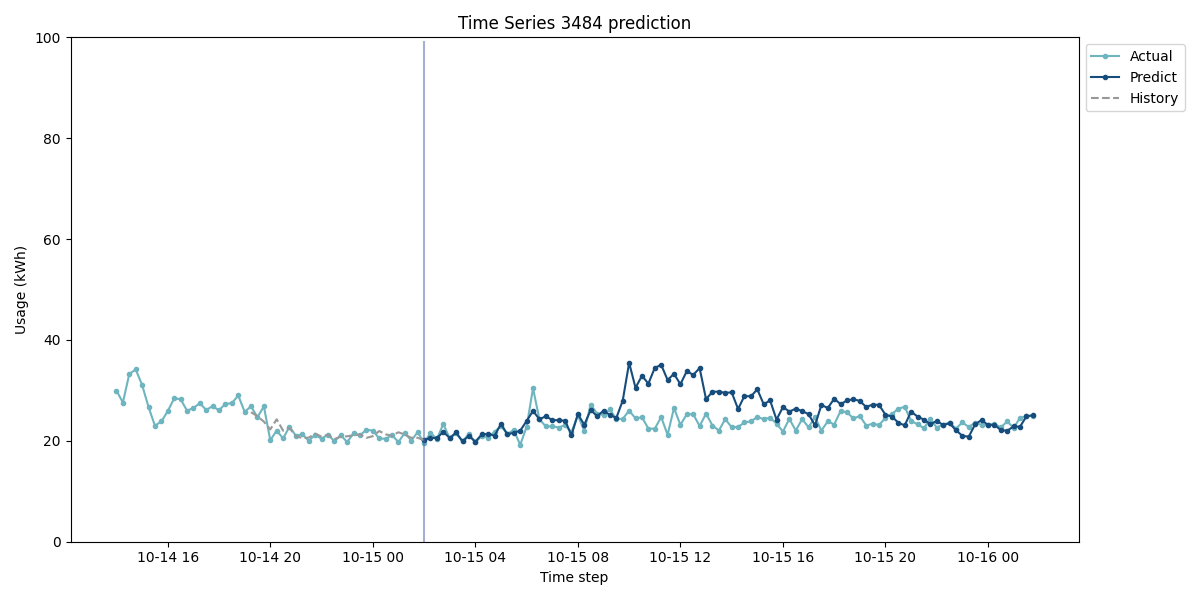 Time Series 3484 prediction
100
80
60
40
20
0
Usage (kWh)
10-14 16 10-14 20 10-15 00 10-15 04 10-15 08 10-15 12 10-15 16 10-15 20 10-16 00
Time step
Actual
Predict
History